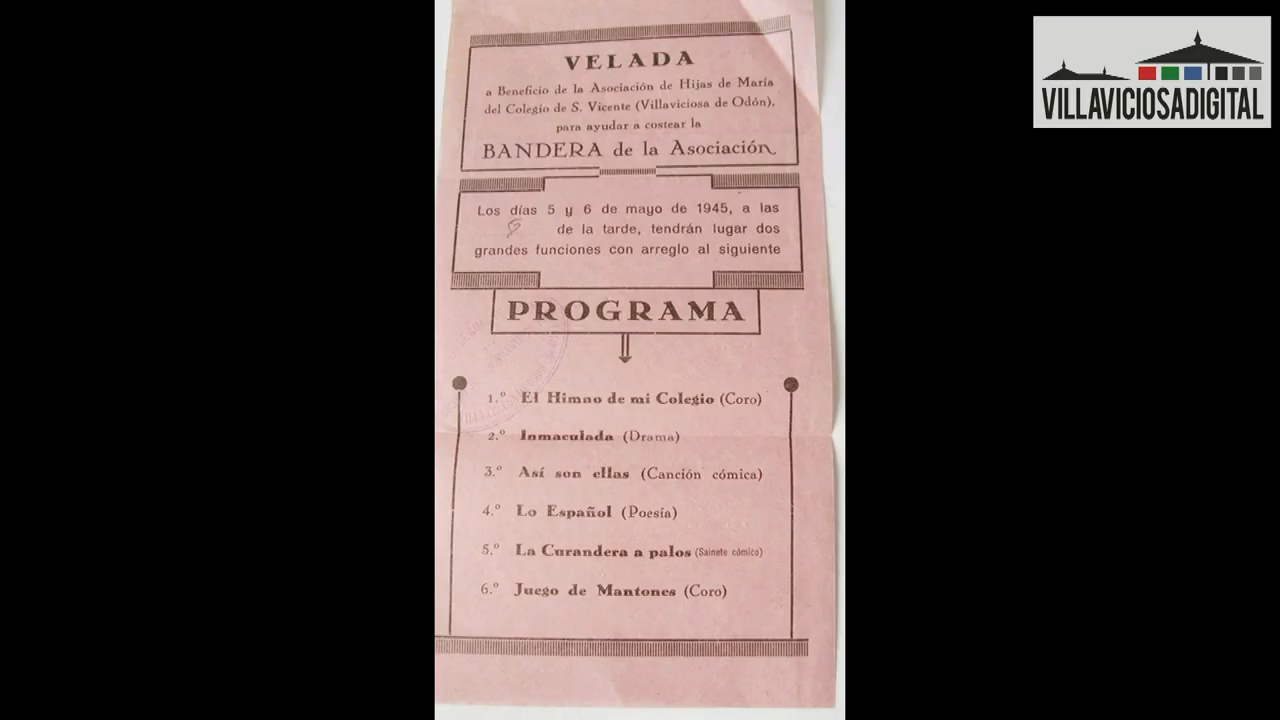 VELADA
a Beneficio de la Asociación de Hijas de María
del Colegio de S. Vicente (Villaviciosa de Odón),
para ayudar a costear la
BANDERA de la Asociación
Los días 5 y 6 de mayo de 1945, a las
8 de la tarde, tendrán lugar dos
grandes funciones con arreglo al siguiente
PROGRAMA
1.º El Himno de mi Colegio (Coro)
2.º Inmaculada (Drama)
3.º Así son ellas (Canción cómica)
4.º Lo Español (Poesía)
5.º La Curandera a palos (Sainete cómico)
6.º Juego de Mantones (Coro)
VILLAVICIOSADIGITAL